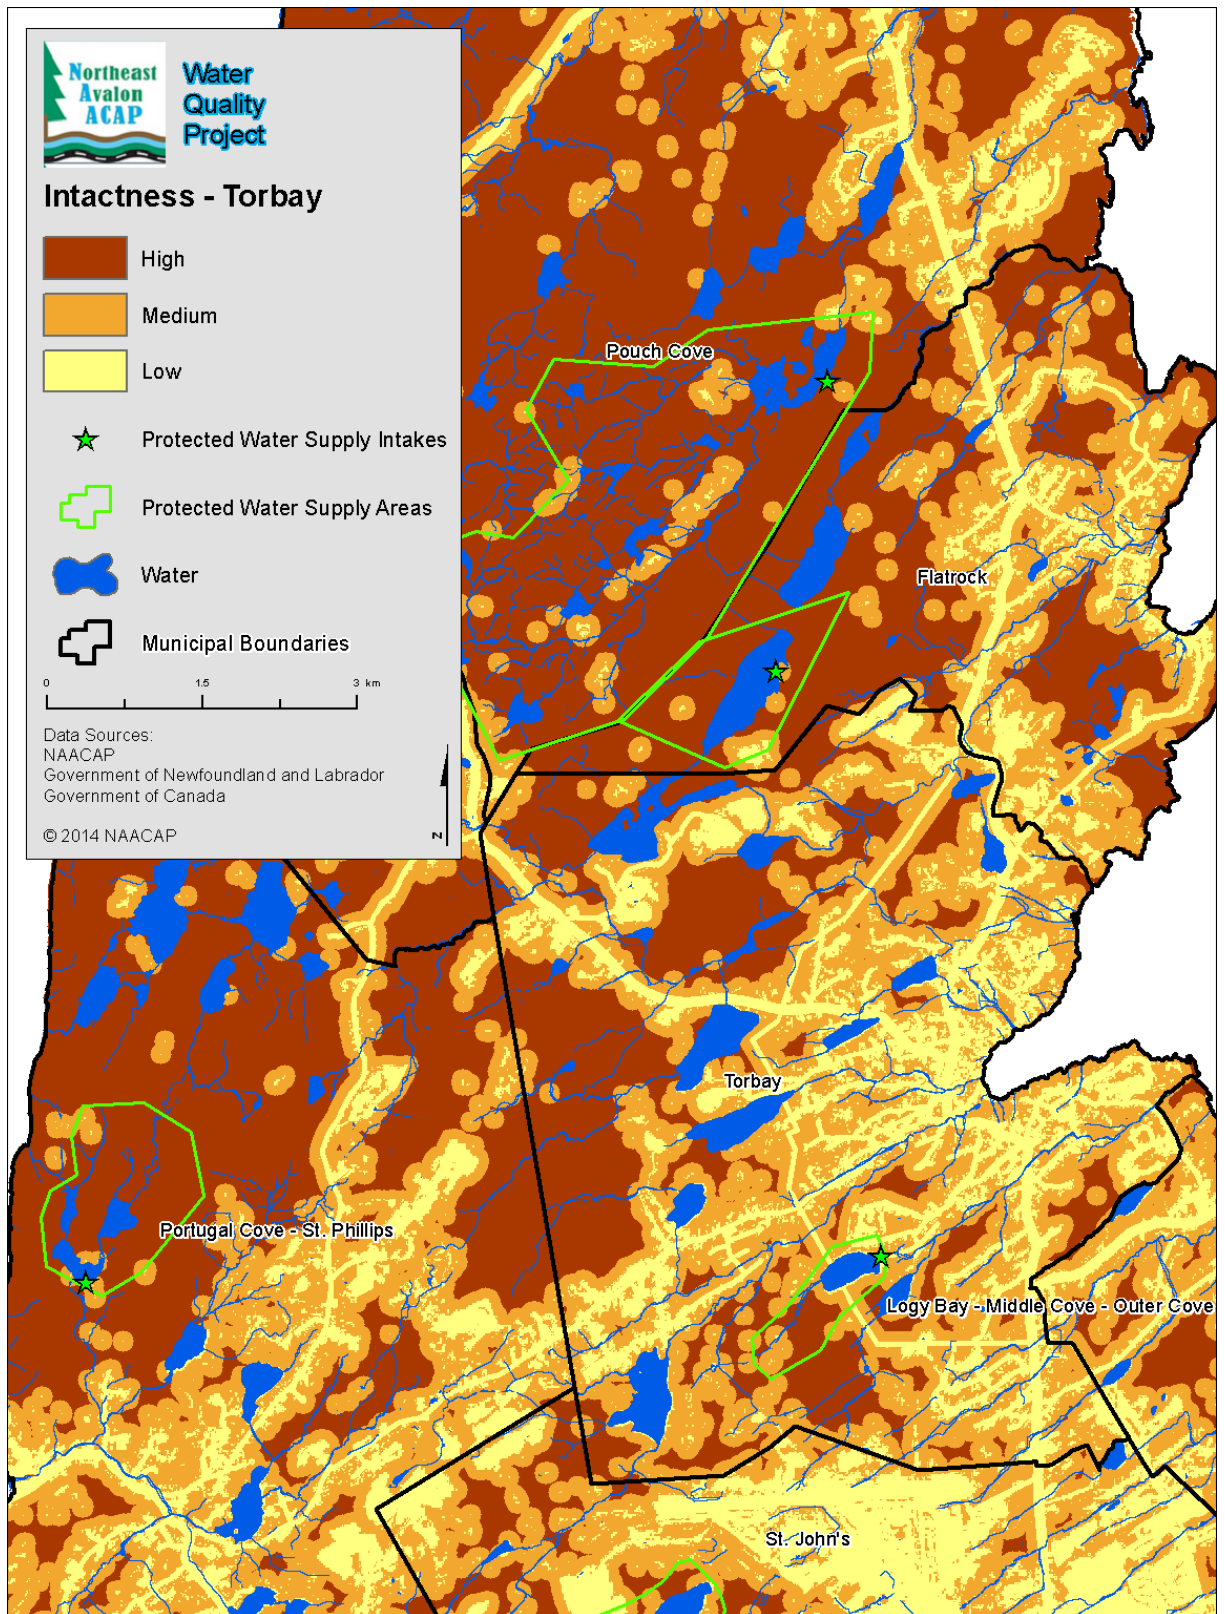 Northeast
Avalon
ACAP
Water
Quality
Project
Intactness - Torbay
High
Medium
Low
Protected Water Supply Intakes
Protected Water Supply Areas
Water
Municipal Boundaries
0 1.5 3 km
Data Sources:
NAACAP
Government of Newfoundland and Labrador
Government of Canada
© 2014 NAACAP
N
Pouch Cove
Flatrock
Torbay
Portugal Cove - St. Phillips
Logy Bay - Middle Cove - Outer Cove
St. John's